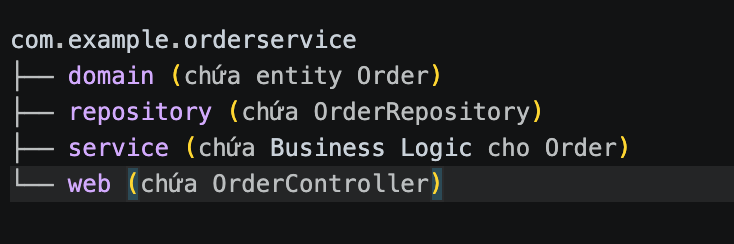 com.example.orderservice
├── domain (chứa entity Order)
├── repository (chứa OrderRepository)
├── service (chứa Business Logic cho Order)
└── web (chứa OrderController)